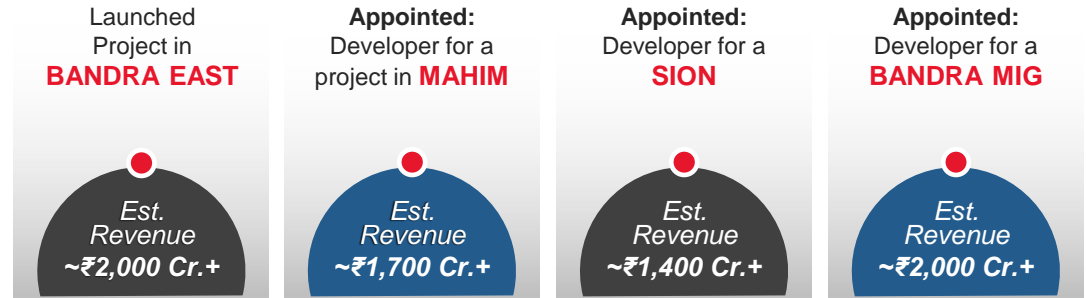 Launched
Project in
BANDRA EAST
Est.
Revenue
~₹2,000 Cr.+
Appointed:
Developer for a
project in MAHIM
Est.
Revenue
~₹1,700 Cr.+
Appointed:
Developer for a
SION
Est.
Revenue
~₹1,400 Cr.+
Appointed:
Developer for a
BANDRA MIG
Est.
Revenue
~₹2,000 Cr.+